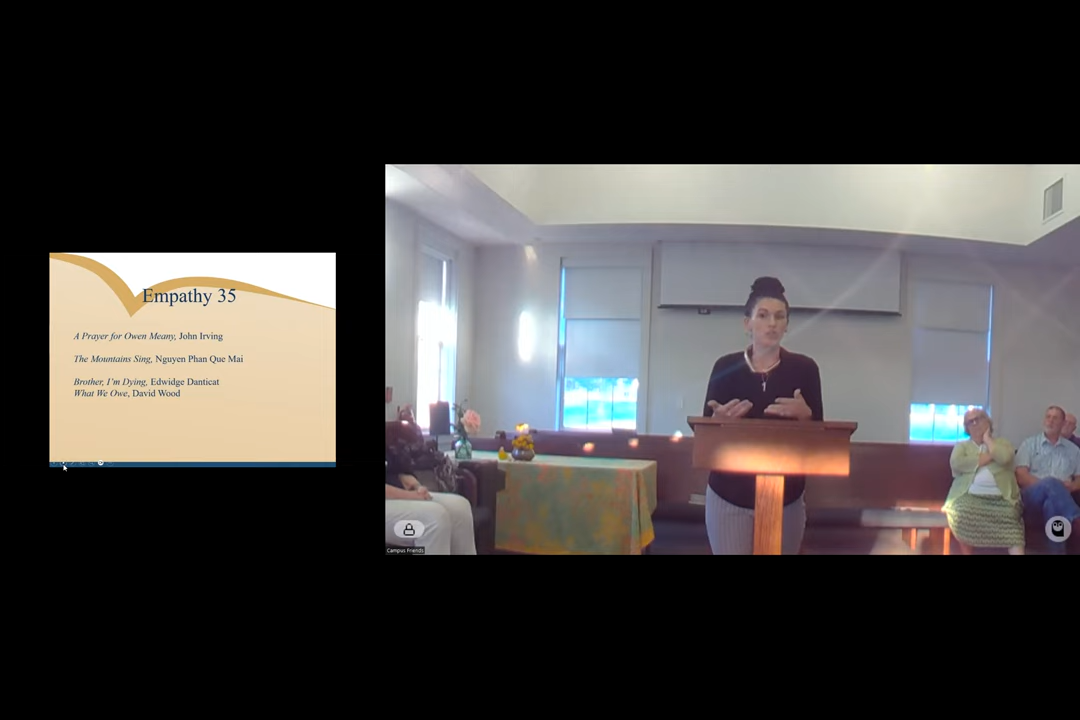 Empathy 35
A Prayer for Owen Meany, John Irving
The Mountains Sing, Nguyen Phan Que Mai
Brother, I'm Dying, Edwidge Danticat
What We Owe, David Wood
Campus Friends